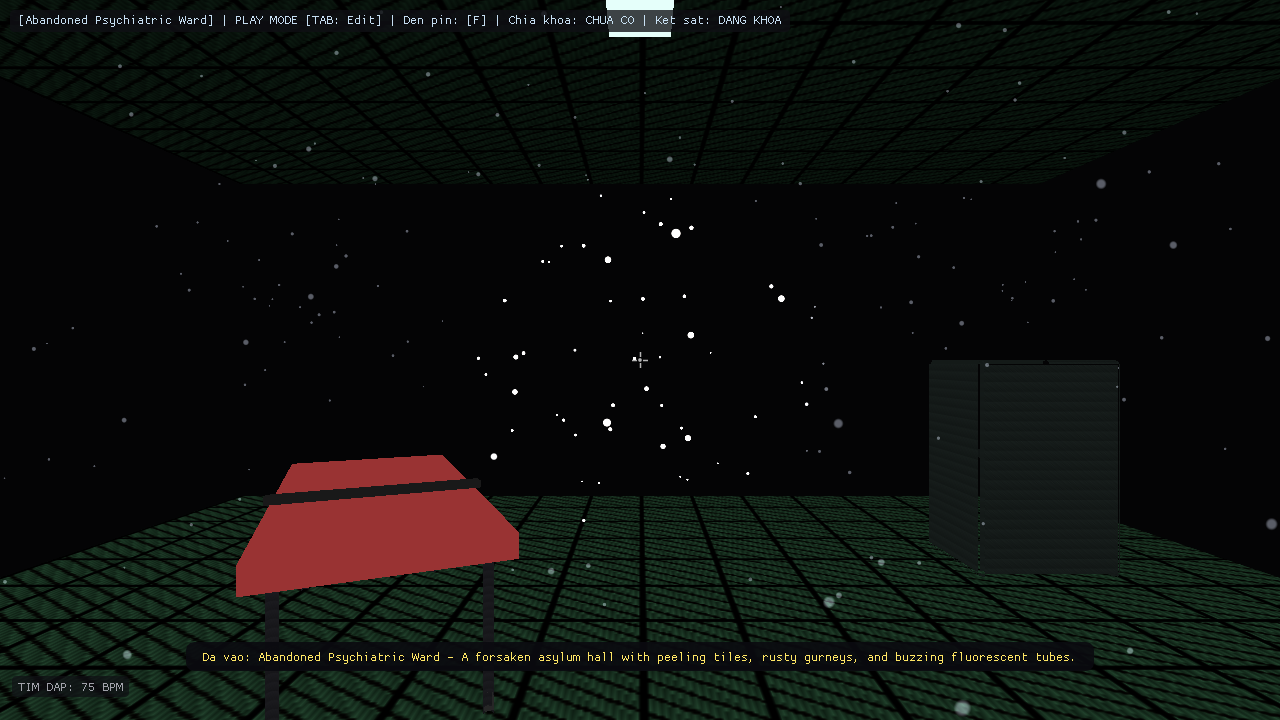 [Abandoned Psychiatric Ward] | PLAY MODE [TAB: Edit] | Den pin: [F] | Chia khoa: CHUA CO | Ket sat: DANG KHOA
Da vao: Abandoned Psychiatric Ward - A forsaken asylum hall with peeling tiles, rusty gurneys, and buzzing fluorescent tubes.
TIM DAP: 75 BPM